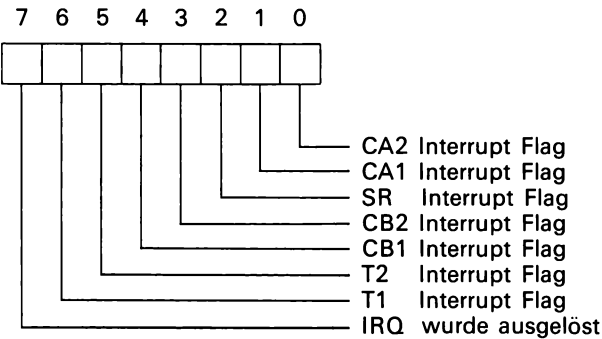 7 6 5 4 3 2 1 0
CA2 Interrupt Flag
CA1 Interrupt Flag
SR Interrupt Flag
CB2 Interrupt Flag
CB1 Interrupt Flag
T2 Interrupt Flag
T1 Interrupt Flag
IRQ wurde ausgelöst